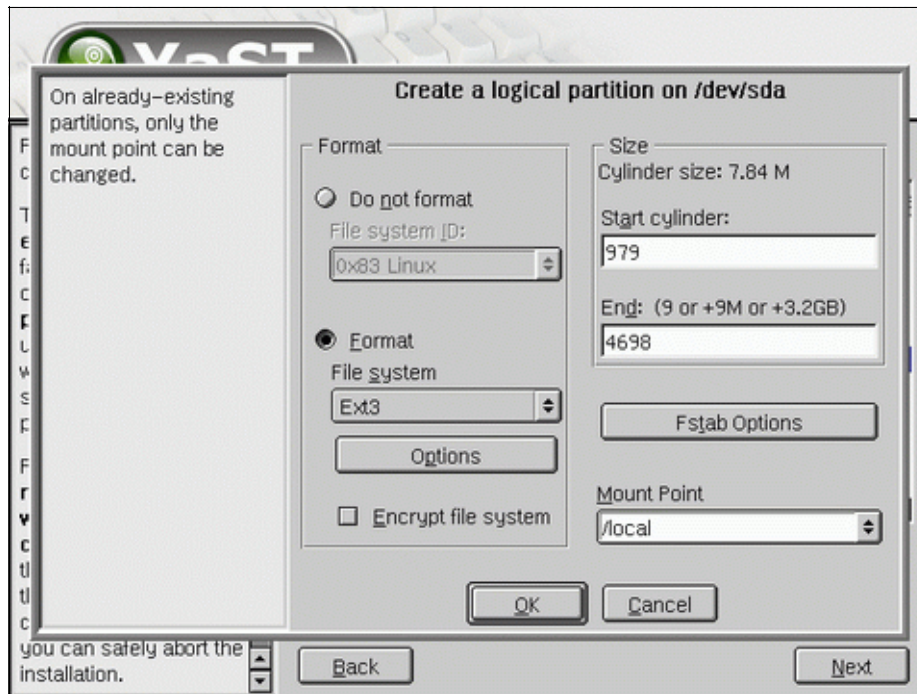 YaST
On already-existing
partitions, only the
mount point can be
changed.
Create a logical partition on /dev/sda
Format
Do not format
File system ID:
0x83 Linux
Format
File system
Ext3
Options
Encrypt file system
Size
Cylinder size: 7.84 M
Start cylinder:
979
End: (9 or +9M or +3.2GB)
4698
Fstab Options
Mount Point
/local
OK
Cancel
you can safely abort the
installation.
Back
Next